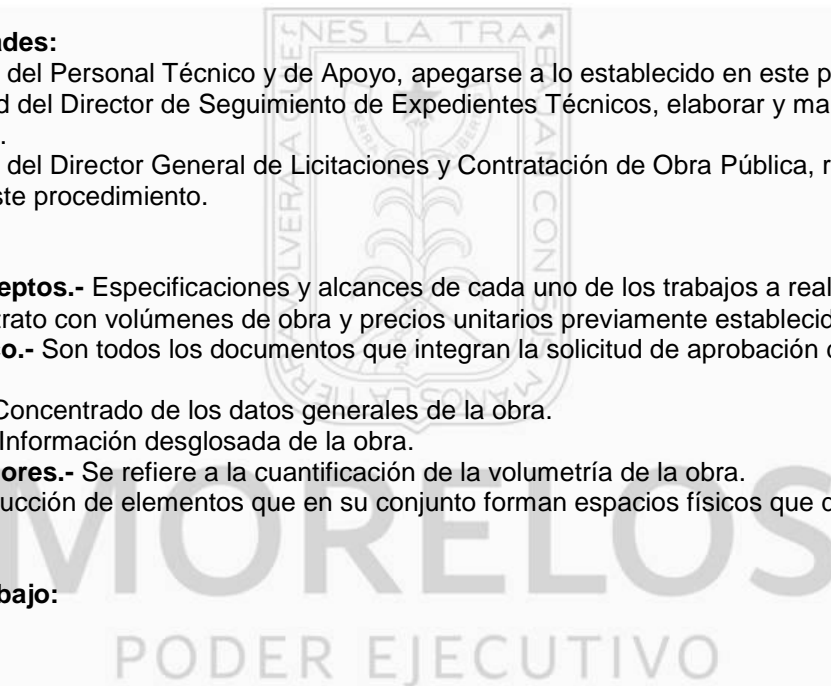 ades:
del Personal Técnico y de Apoyo, apegarse a lo establecido en este p
d del Director de Seguimiento de Expedientes Técnicos, elaborar y ma
.
del Director General de Licitaciones y Contratación de Obra Pública, r
ste procedimiento.
eptos.- Especificaciones y alcances de cada uno de los trabajos a real
trato con volúmenes de obra y precios unitarios previamente establecid
o.- Son todos los documentos que integran la solicitud de aprobación
Concentrado de los datos generales de la obra.
Información desglosada de la obra.
ores.- Se refiere a la cuantificación de la volumetría de la obra.
ucción de elementos que en su conjunto forman espacios físicos que
bajo:
MORELOS
PODER EJECUTIVO